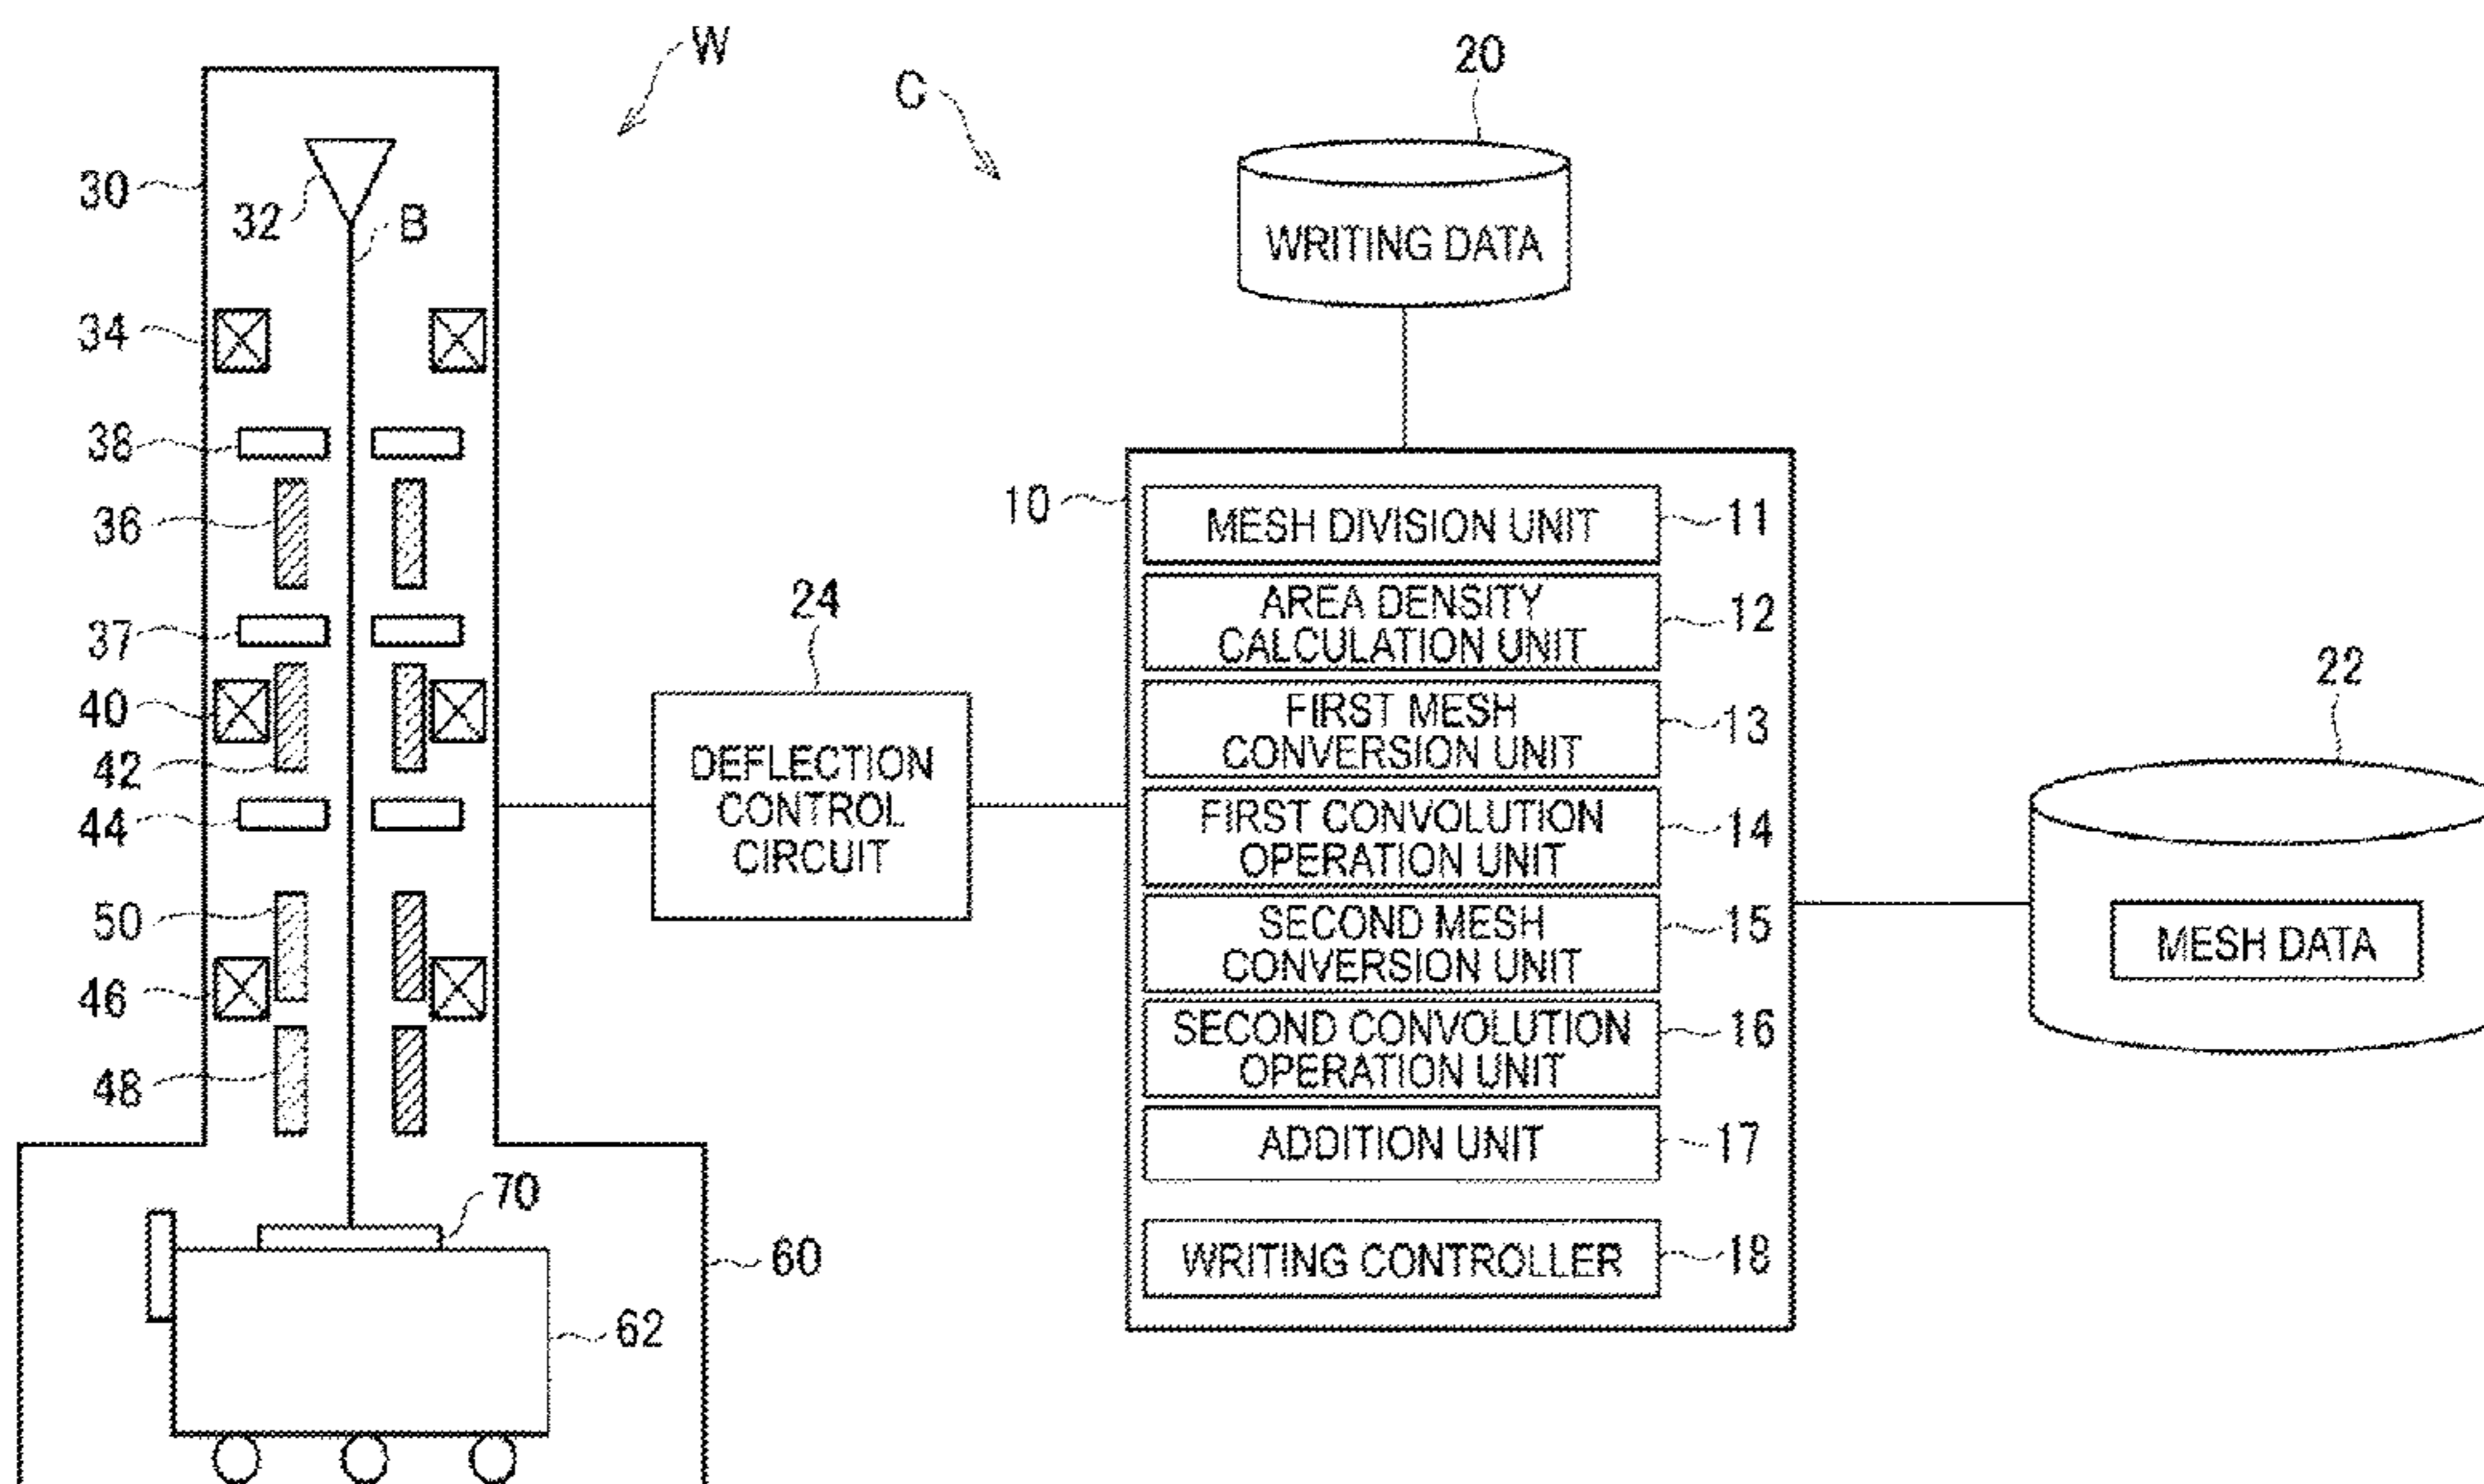 W
C
20
WRITING DATA
30
32
B
34
38
36
37
40
42
44
50
46
48
70
60
62
24
DEFLECTION
CONTROL
CIRCUIT
10
MESH DIVISION UNIT
11
AREA DENSITY
CALCULATION UNIT
12
FIRST MESH
CONVERSION UNIT
13
FIRST CONVOLUTION
OPERATION UNIT
14
SECOND MESH
CONVERSION UNIT
15
SECOND CONVOLUTION
OPERATION UNIT
16
ADDITION UNIT
17
WRITING CONTROLLER
18
22
MESH DATA